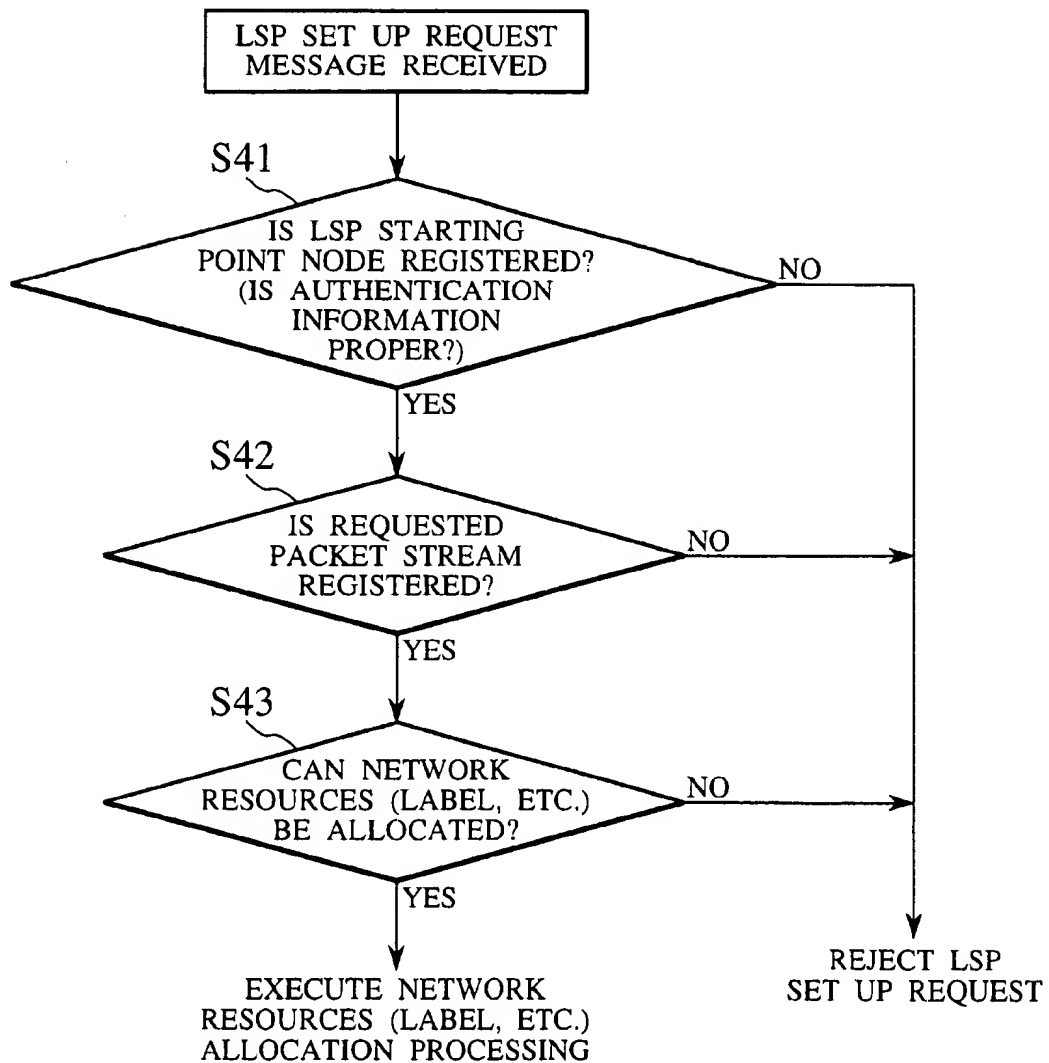 LSP SET UP REQUEST
MESSAGE RECEIVED
S41
IS LSP STARTING
POINT NODE REGISTERED?
(IS AUTHENTICATION
INFORMATION
PROPER?)
NO
YES
S42
IS REQUESTED
PACKET STREAM
REGISTERED?
NO
YES
S43
CAN NETWORK
RESOURCES (LABEL, ETC.)
BE ALLOCATED?
NO
YES
EXECUTE NETWORK
RESOURCES (LABEL, ETC.)
ALLOCATION PROCESSING
REJECT LSP
SET UP REQUEST